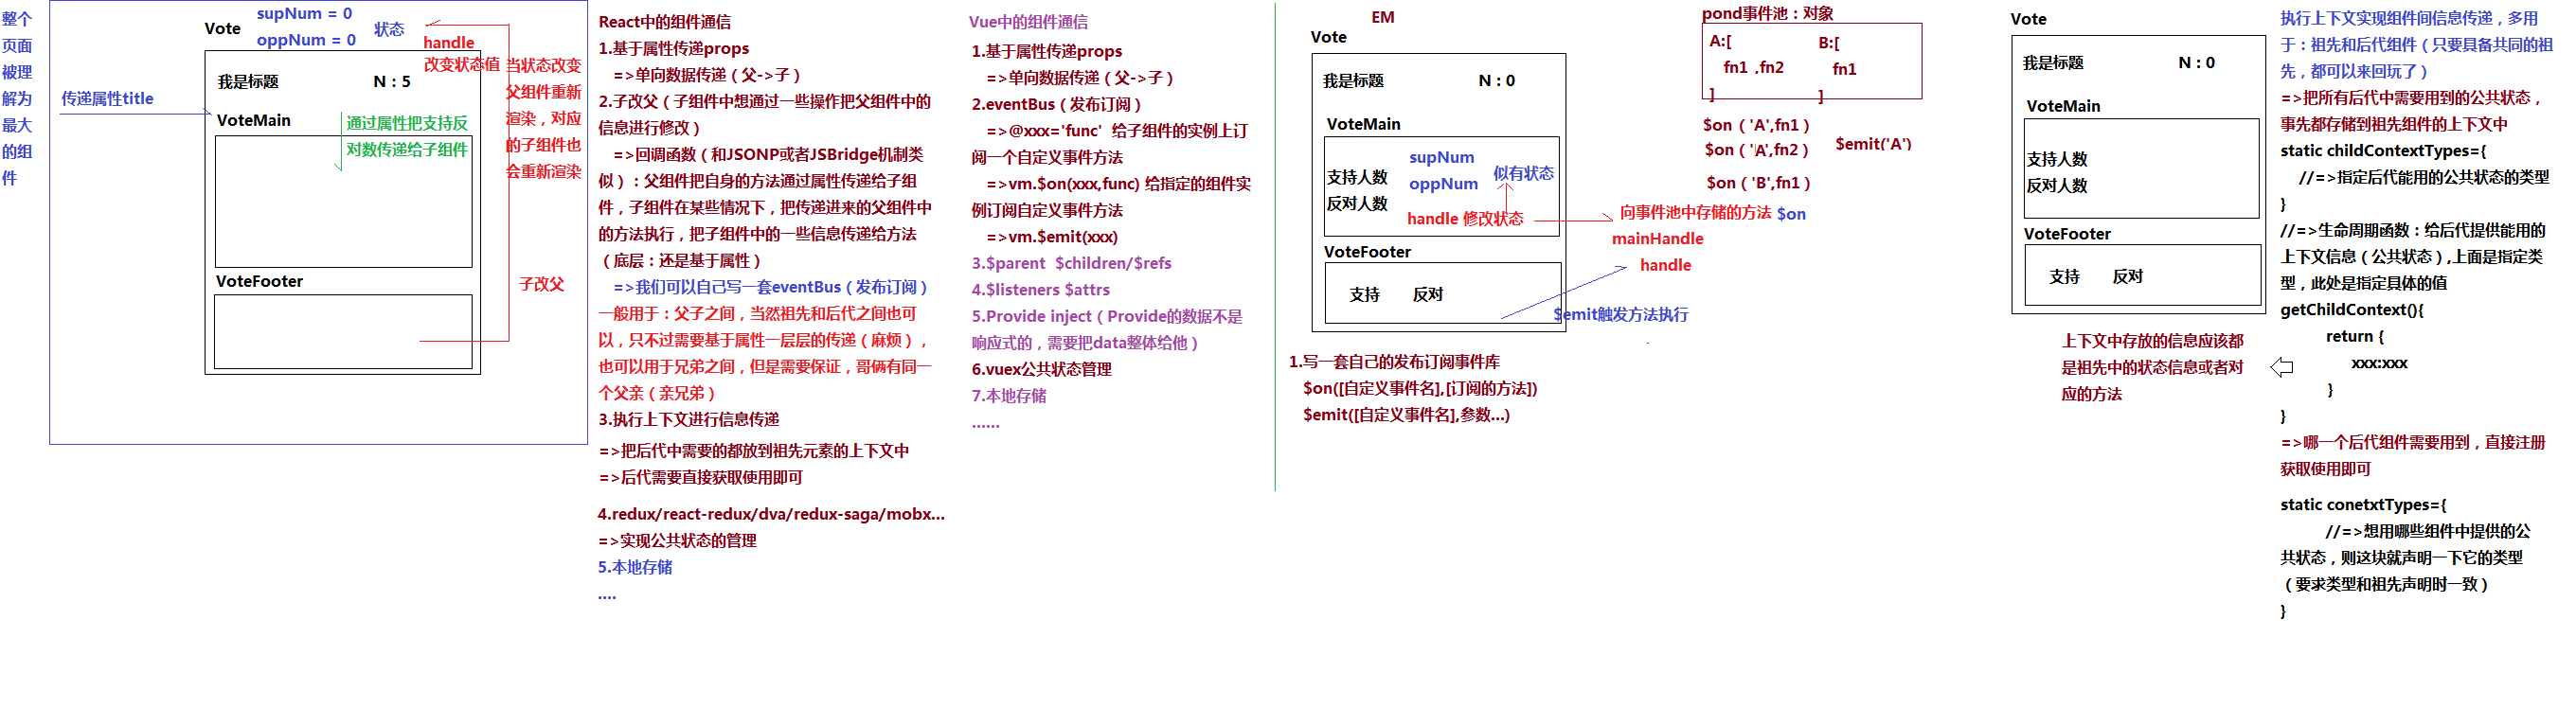 整个
页面
被理
解为
最大
的组
件
传递属性title
Vote
supNum = 0
oppNum = 0
状态
handle
改变状态值
我是标题
N：5
VoteMain
通过属性把支持反
对数传递给子组件
当状态改变
父组件重新
渲染，对应
的子组件也
会重新渲染
VoteFooter
子改父
React中的组件通信
1.基于属性传递props
=>单向数据传递（父->子）
2.子改父（子组件中想通过一些操作把父组件中的
信息进行修改）
=>回调函数（和JSONP或者JSBridge机制类
似）：父组件把自身的方法通过属性传递给子组
件，子组件在某些情况下，把传递进来的父组件中
的方法执行，把子组件中的一些信息传递给方法
（底层：还是基于属性）
=>我们可以自己写一套eventBus（发布订阅）
一般用于：父子之间，当然祖先和后代之间也可
以，只不过需要基于属性一层层的传递（麻烦），
也可以用于兄弟之间，但是需要保证，哥俩有同一
个父亲（亲兄弟）
3.执行上下文进行信息传递
=>把后代中需要的都放到祖先元素的上下文中
=>后代需要直接获取使用即可
4.redux/react-redux/dva/redux-saga/mobx...
=>实现公共状态的管理
5.本地存储
....
Vue中的组件通信
1.基于属性传递props
=>单向数据传递（父->子）
2.eventBus（发布订阅）
=>@xxx='func' 给子组件的实例上订
阅一个自定义事件方法
=>vm.$on(xxx,func) 给指定的组件实
例订阅自定义事件方法
=>vm.$emit(xxx)
3.$parent $children/$refs
4.$listeners $attrs
5.Provide inject（Provide的数据不是
响应式的，需要把data整体给他）
6.vuex公共状态管理
7.本地存储
......
EM
Vote
我是标题
N：0
VoteMain
支持人数
反对人数
supNum
oppNum
似有状态
handle 修改状态
VoteFooter
支持
反对
$emit触发方法执行
1.写一套自己的发布订阅事件库
$on([自定义事件名],[订阅的方法])
$emit([自定义事件名],参数...)
pond事件池：对象
A:[
fn1 ,fn2
]
B:[
fn1
]
$on（'A',fn1）
$on（'A',fn2）
$emit('A')
$on（'B',fn1）
向事件池中存储的方法 $on
mainHandle
handle
Vote
我是标题
N：0
VoteMain
支持人数
反对人数
VoteFooter
支持
反对
上下文中存放的信息应该都
是祖先中的状态信息或者对
应的方法
执行上下文实现组件间信息传递，多用
于：祖先和后代组件（只要具备共同的祖
先，都可以来回玩了）
=>把所有后代中需要用到的公共状态，
事先都存储到祖先组件的上下文中
static childContextTypes={
//=>指定后代能用的公共状态的类型
}
//=>生命周期函数：给后代提供能用的
上下文信息（公共状态）,上面是指定类
型，此处是指定具体的值
getChildContext(){
return {
xxx:xxx
}
}
=>哪一个后代组件需要用到，直接注册
获取使用即可
static conetxtTypes={
//=>想用哪些组件中提供的公
共状态，则这块就声明一下它的类型
（要求类型和祖先声明时一致）
}